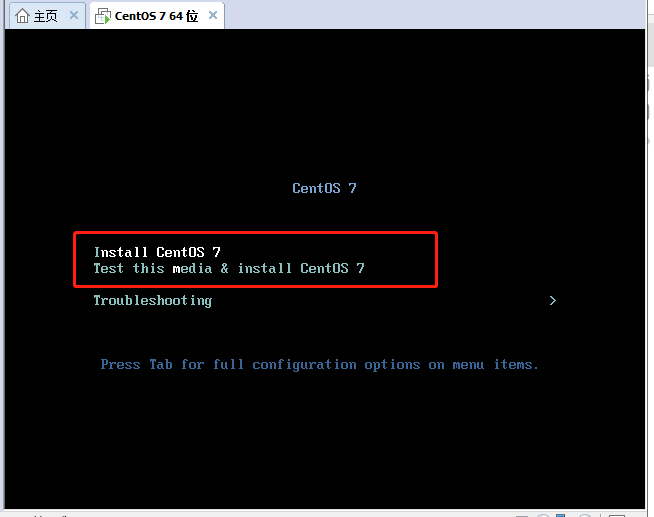 主页
CentOS 7 64 位
CentOS 7
Install CentOS 7
Test this media & install CentOS 7
Troubleshooting >
Press Tab for full configuration options on menu items.